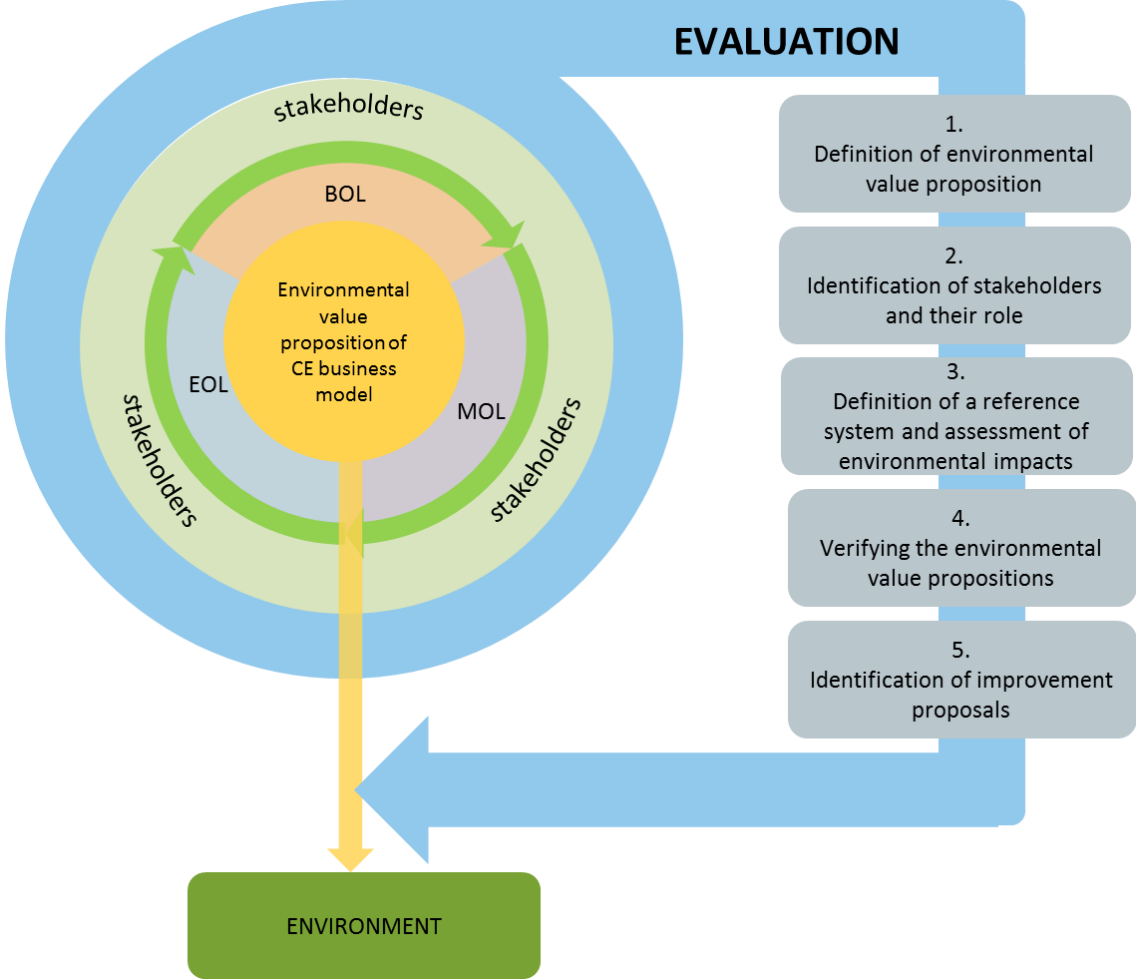 EVALUATION
stakeholders
BOL
Environmental
value
proposition of
CE business
model
EOL
MOL
stakeholders
stakeholders
1.
Definition of environmental
value proposition
2.
Identification of stakeholders
and their role
3.
Definition of a reference
system and assessment of
environmental impacts
4.
Verifying the environmental
value propositions
5.
Identification of improvement
proposals
ENVIRONMENT